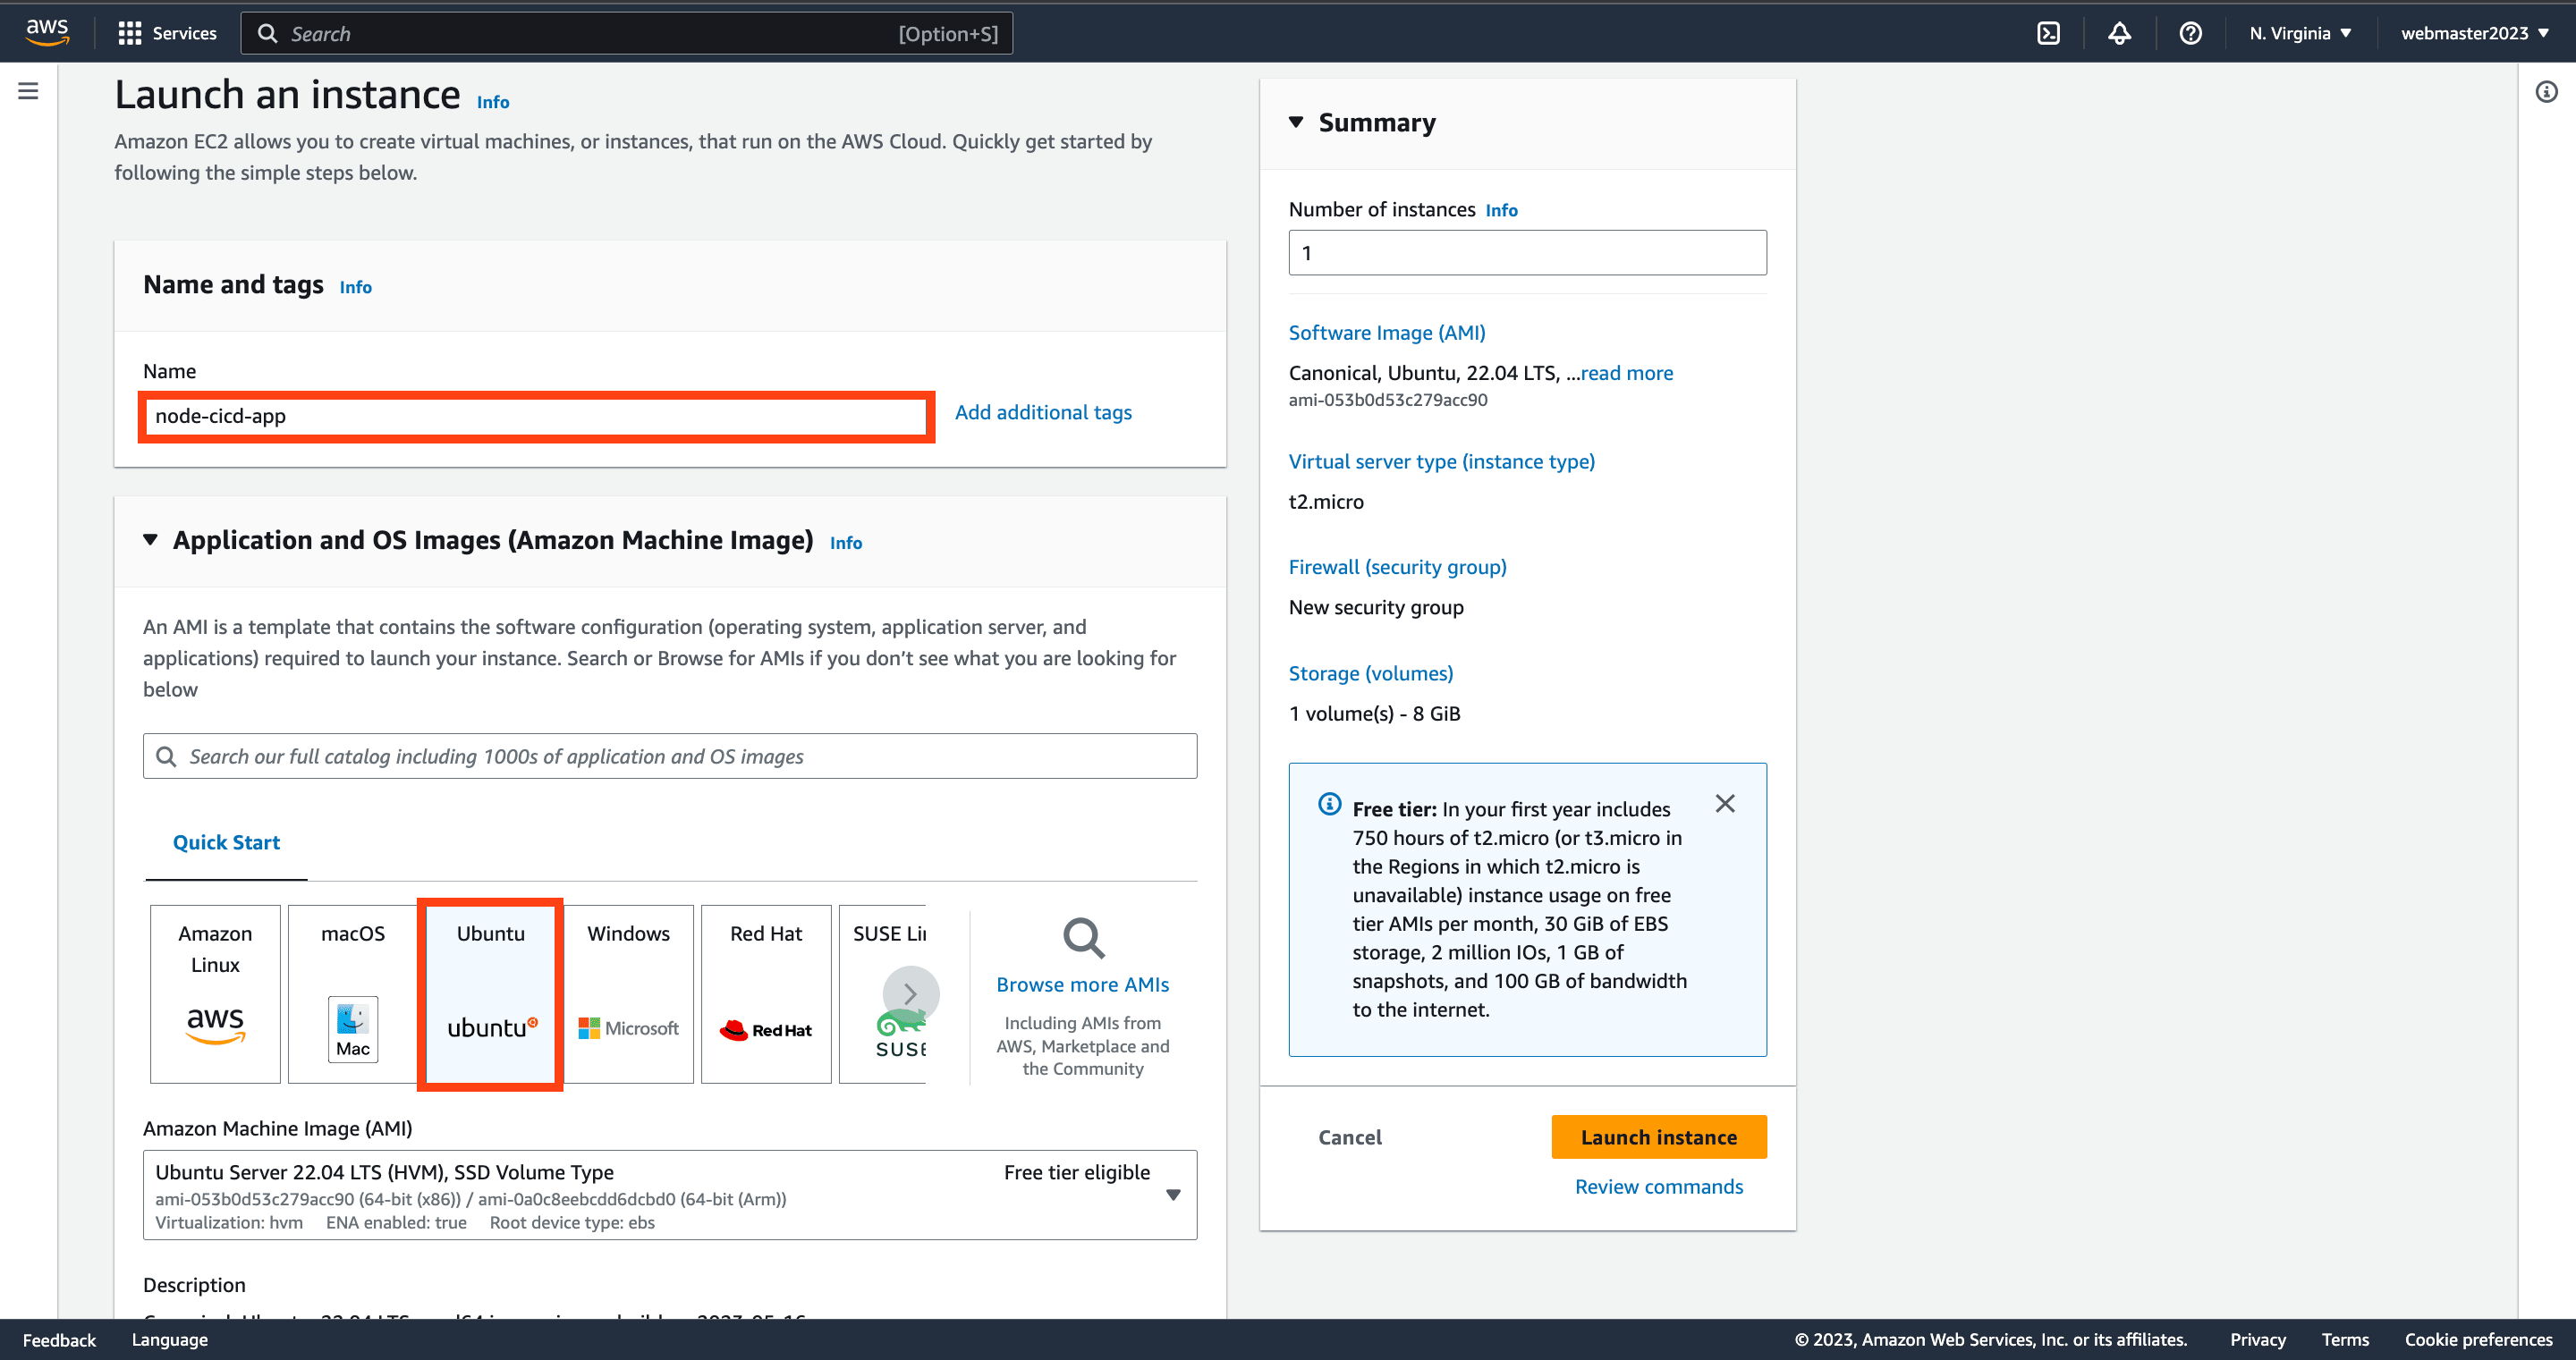 aws
Services
Search
[Option+S]
N. Virginia
webmaster2023
Launch an instance Info
Amazon EC2 allows you to create virtual machines, or instances, that run on the AWS Cloud. Quickly get started by
following the simple steps below.
Name and tags Info
Name
node-cicd-app
Add additional tags
Application and OS Images (Amazon Machine Image) Info
An AMI is a template that contains the software configuration (operating system, application server, and
applications) required to launch your instance. Search or Browse for AMIs if you don't see what you are looking for
below
Search our full catalog including 1000s of application and OS images
Quick Start
Amazon
Linux
aws
macOS
Mac
Ubuntu
ubuntu
Windows
Microsoft
Red Hat
Red Hat
SUSE Li
SUSE
Browse more AMIs
Including AMIs from
AWS, Marketplace and
the Community
Amazon Machine Image (AMI)
Ubuntu Server 22.04 LTS (HVM), SSD Volume Type
Free tier eligible
ami-053b0d53c279acc90 (64-bit (x86)) / ami-0a0c8eebcdd6dcbd0 (64-bit (Arm))
Virtualization: hvm ENA enabled: true Root device type: ebs
Description
Summary
Number of instances Info
1
Software Image (AMI)
Canonical, Ubuntu, 22.04 LTS, ...read more
ami-053b0d53c279acc90
Virtual server type (instance type)
t2.micro
Firewall (security group)
New security group
Storage (volumes)
1 volume(s) - 8 GiB
Free tier: In your first year includes
750 hours of t2.micro (or t3.micro in
the Regions in which t2.micro is
unavailable) instance usage on free
tier AMIs per month, 30 GiB of EBS
storage, 2 million IOs, 1 GB of
snapshots, and 100 GB of bandwidth
to the internet.
Cancel
Launch instance
Review commands
Feedback
Language
© 2023, Amazon Web Services, Inc. or its affiliates.
Privacy
Terms
Cookie preferences